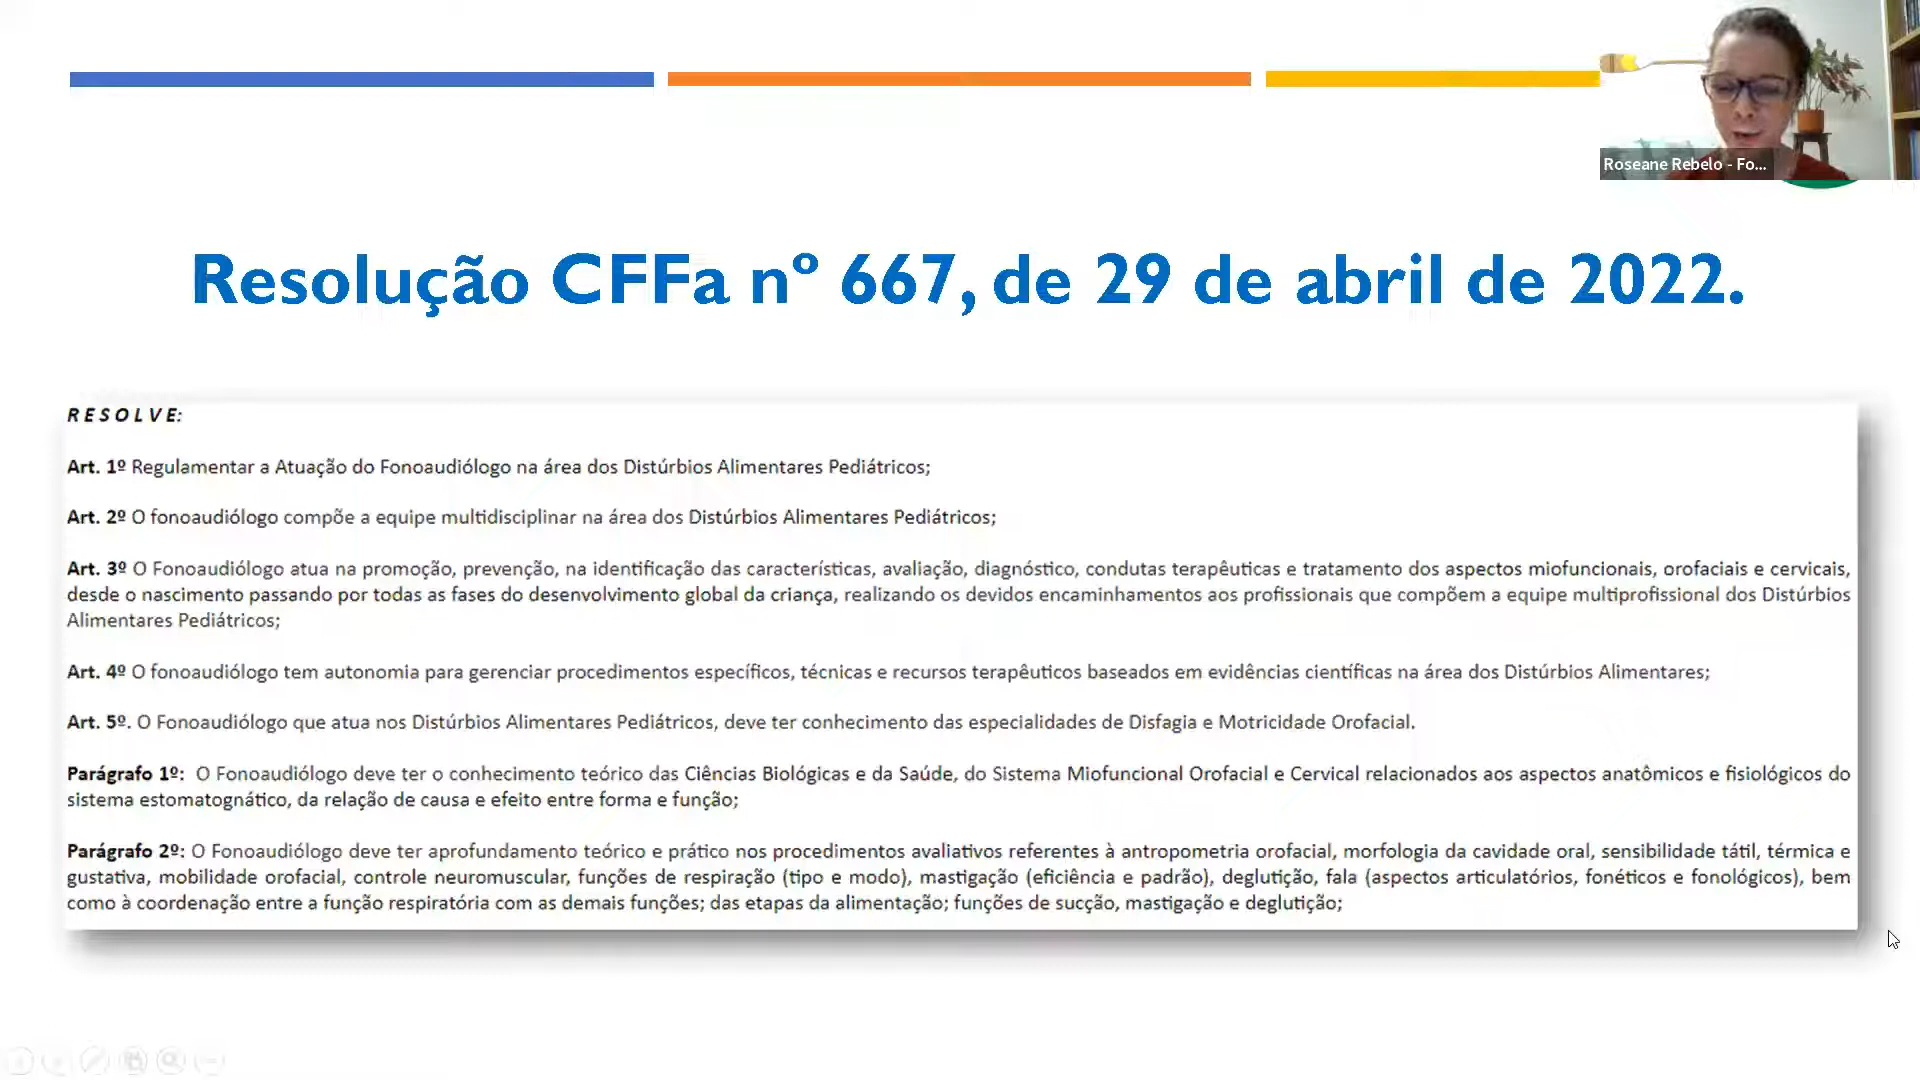 Roseane Rebelo - Fo...
Resolução CFFa nº 667, de 29 de abril de 2022.
R E S O L V E:
Art. 1º Regulamentar a Atuação do Fonoaudiólogo na área dos Distúrbios Alimentares Pediátricos;
Art. 2º O fonoaudiólogo compõe a equipe multidisciplinar na área dos Distúrbios Alimentares Pediátricos;
Art. 3º O Fonoaudiólogo atua na promoção, prevenção, na identificação das características, avaliação, diagnóstico, condutas terapêuticas e tratamento dos aspectos miofuncionais, orofaciais e cervicais,
desde o nascimento passando por todas as fases do desenvolvimento global da criança, realizando os devidos encaminhamentos aos profissionais que compõem a equipe multiprofissional dos Distúrbios
Alimentares Pediátricos;
Art. 4º O fonoaudiólogo tem autonomia para gerenciar procedimentos específicos, técnicas e recursos terapêuticos baseados em evidências científicas na área dos Distúrbios Alimentares;
Art. 5º. O Fonoaudiólogo que atua nos Distúrbios Alimentares Pediátricos, deve ter conhecimento das especialidades de Disfagia e Motricidade Orofacial.
Parágrafo 1º: O Fonoaudiólogo deve ter o conhecimento teórico das Ciências Biológicas e da Saúde, do Sistema Miofuncional Orofacial e Cervical relacionados aos aspectos anatômicos e fisiológicos do
sistema estomatognático, da relação de causa e efeito entre forma e função;
Parágrafo 2º: O Fonoaudiólogo deve ter aprofundamento teórico e prático nos procedimentos avaliativos referentes à antropometria orofacial, morfologia da cavidade oral, sensibilidade tátil, térmica e
gustativa, mobilidade orofacial, controle neuromuscular, funções de respiração (tipo e modo), mastigação (eficiência e padrão), deglutição, fala (aspectos articulatórios, fonéticos e fonológicos), bem
como à coordenação entre a função respiratória com as demais funções; das etapas da alimentação; funções de sucção, mastigação e deglutição;